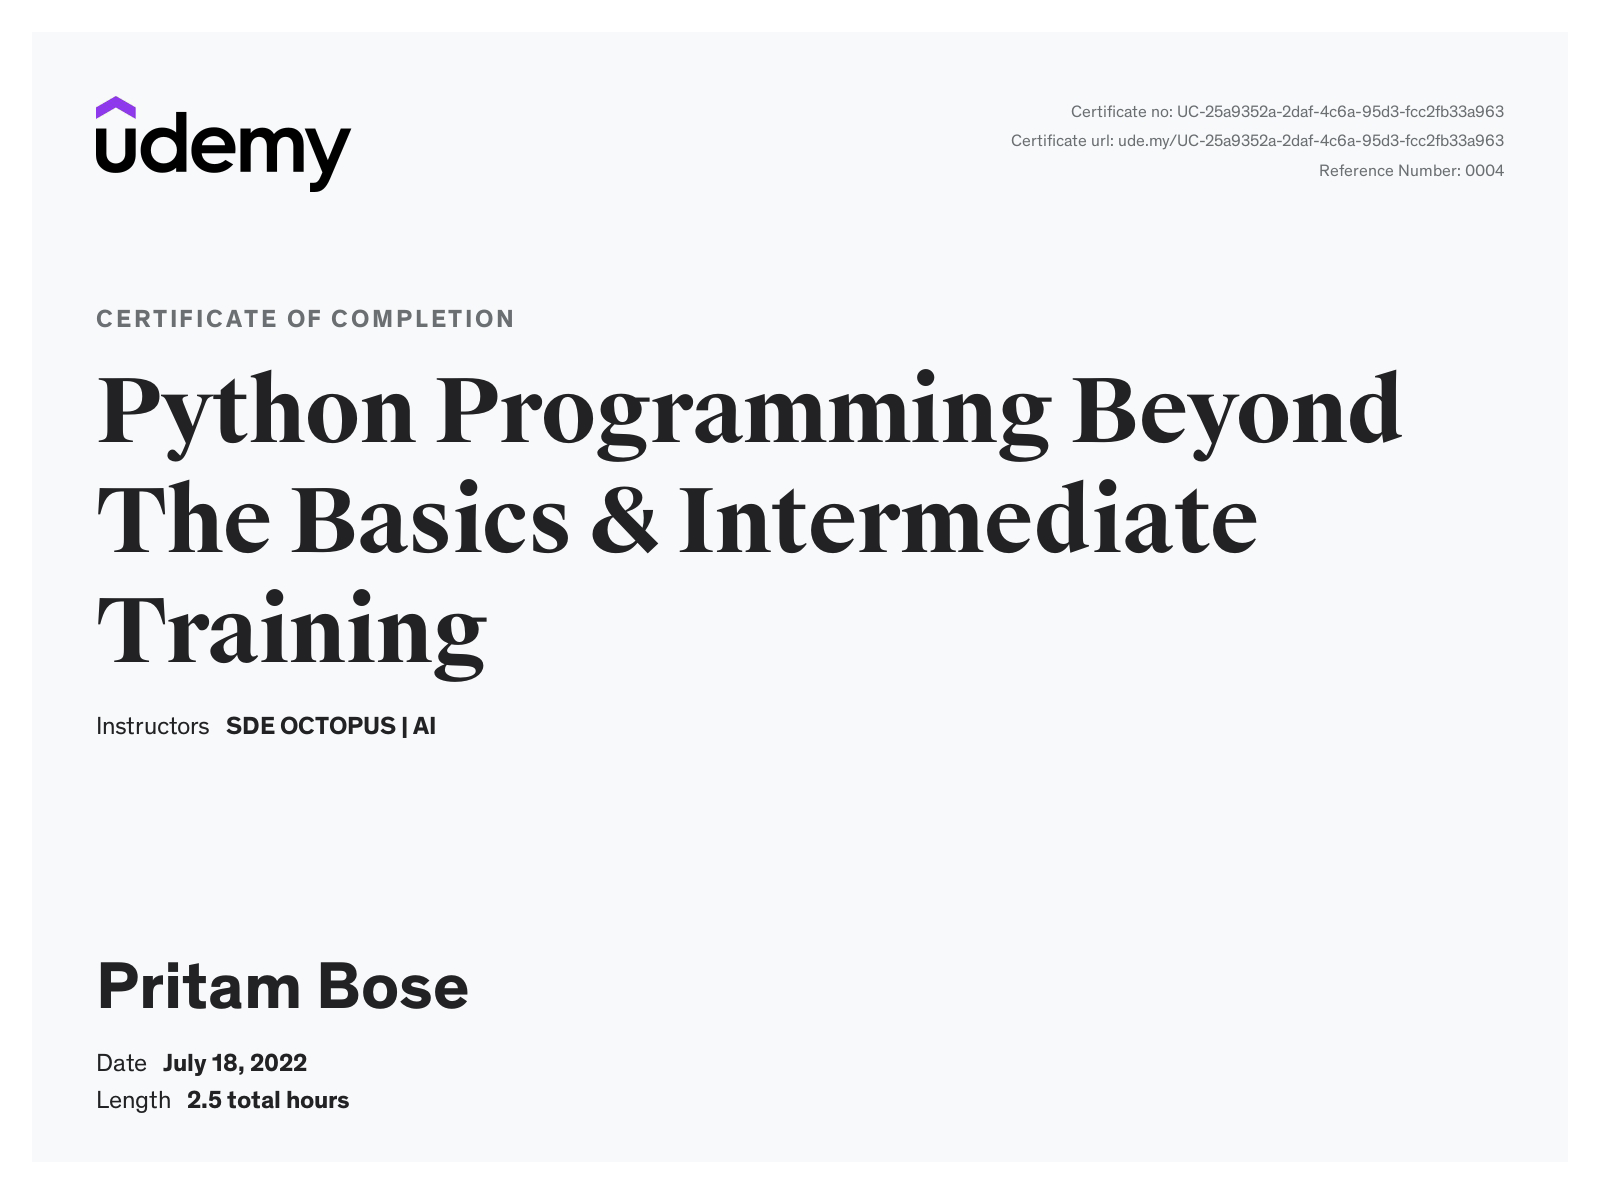 udemy
Certificate no: UC-25a9352a-2daf-4c6a-95d3-fcc2fb33a963
Certificate url: ude.my/UC-25a9352a-2daf-4c6a-95d3-fcc2fb33a963
Reference Number: 0004
CERTIFICATE OF COMPLETION
Python Programming Beyond
The Basics & Intermediate
Training
Instructors SDE OCTOPUS | AI
Pritam Bose
Date July 18, 2022
Length 2.5 total hours